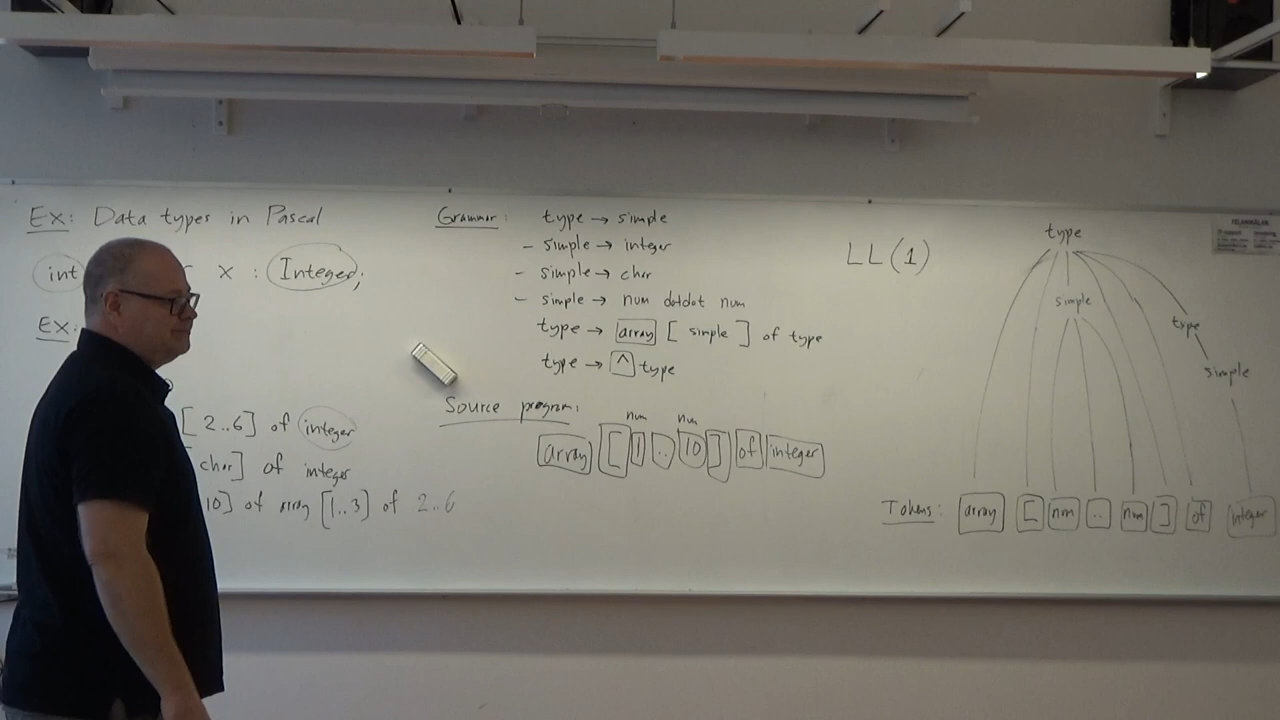 Ex: Data types in Pascal
int x : Integer;
Ex:
[ 2..6] of integer
char] of integer
10] of array [1..3] of 2..6
Grammar: type → simple
- simple → integer
- simple → char
- simple → num dotdot num
type → array [ simple ] of type
type → ^ type
Source program:
num num
array [ 1 .. 10 ] of integer
LL(1)
type
simple
type
simple
Tokens: array [ num .. num ] of integer
FELANMÄLAN